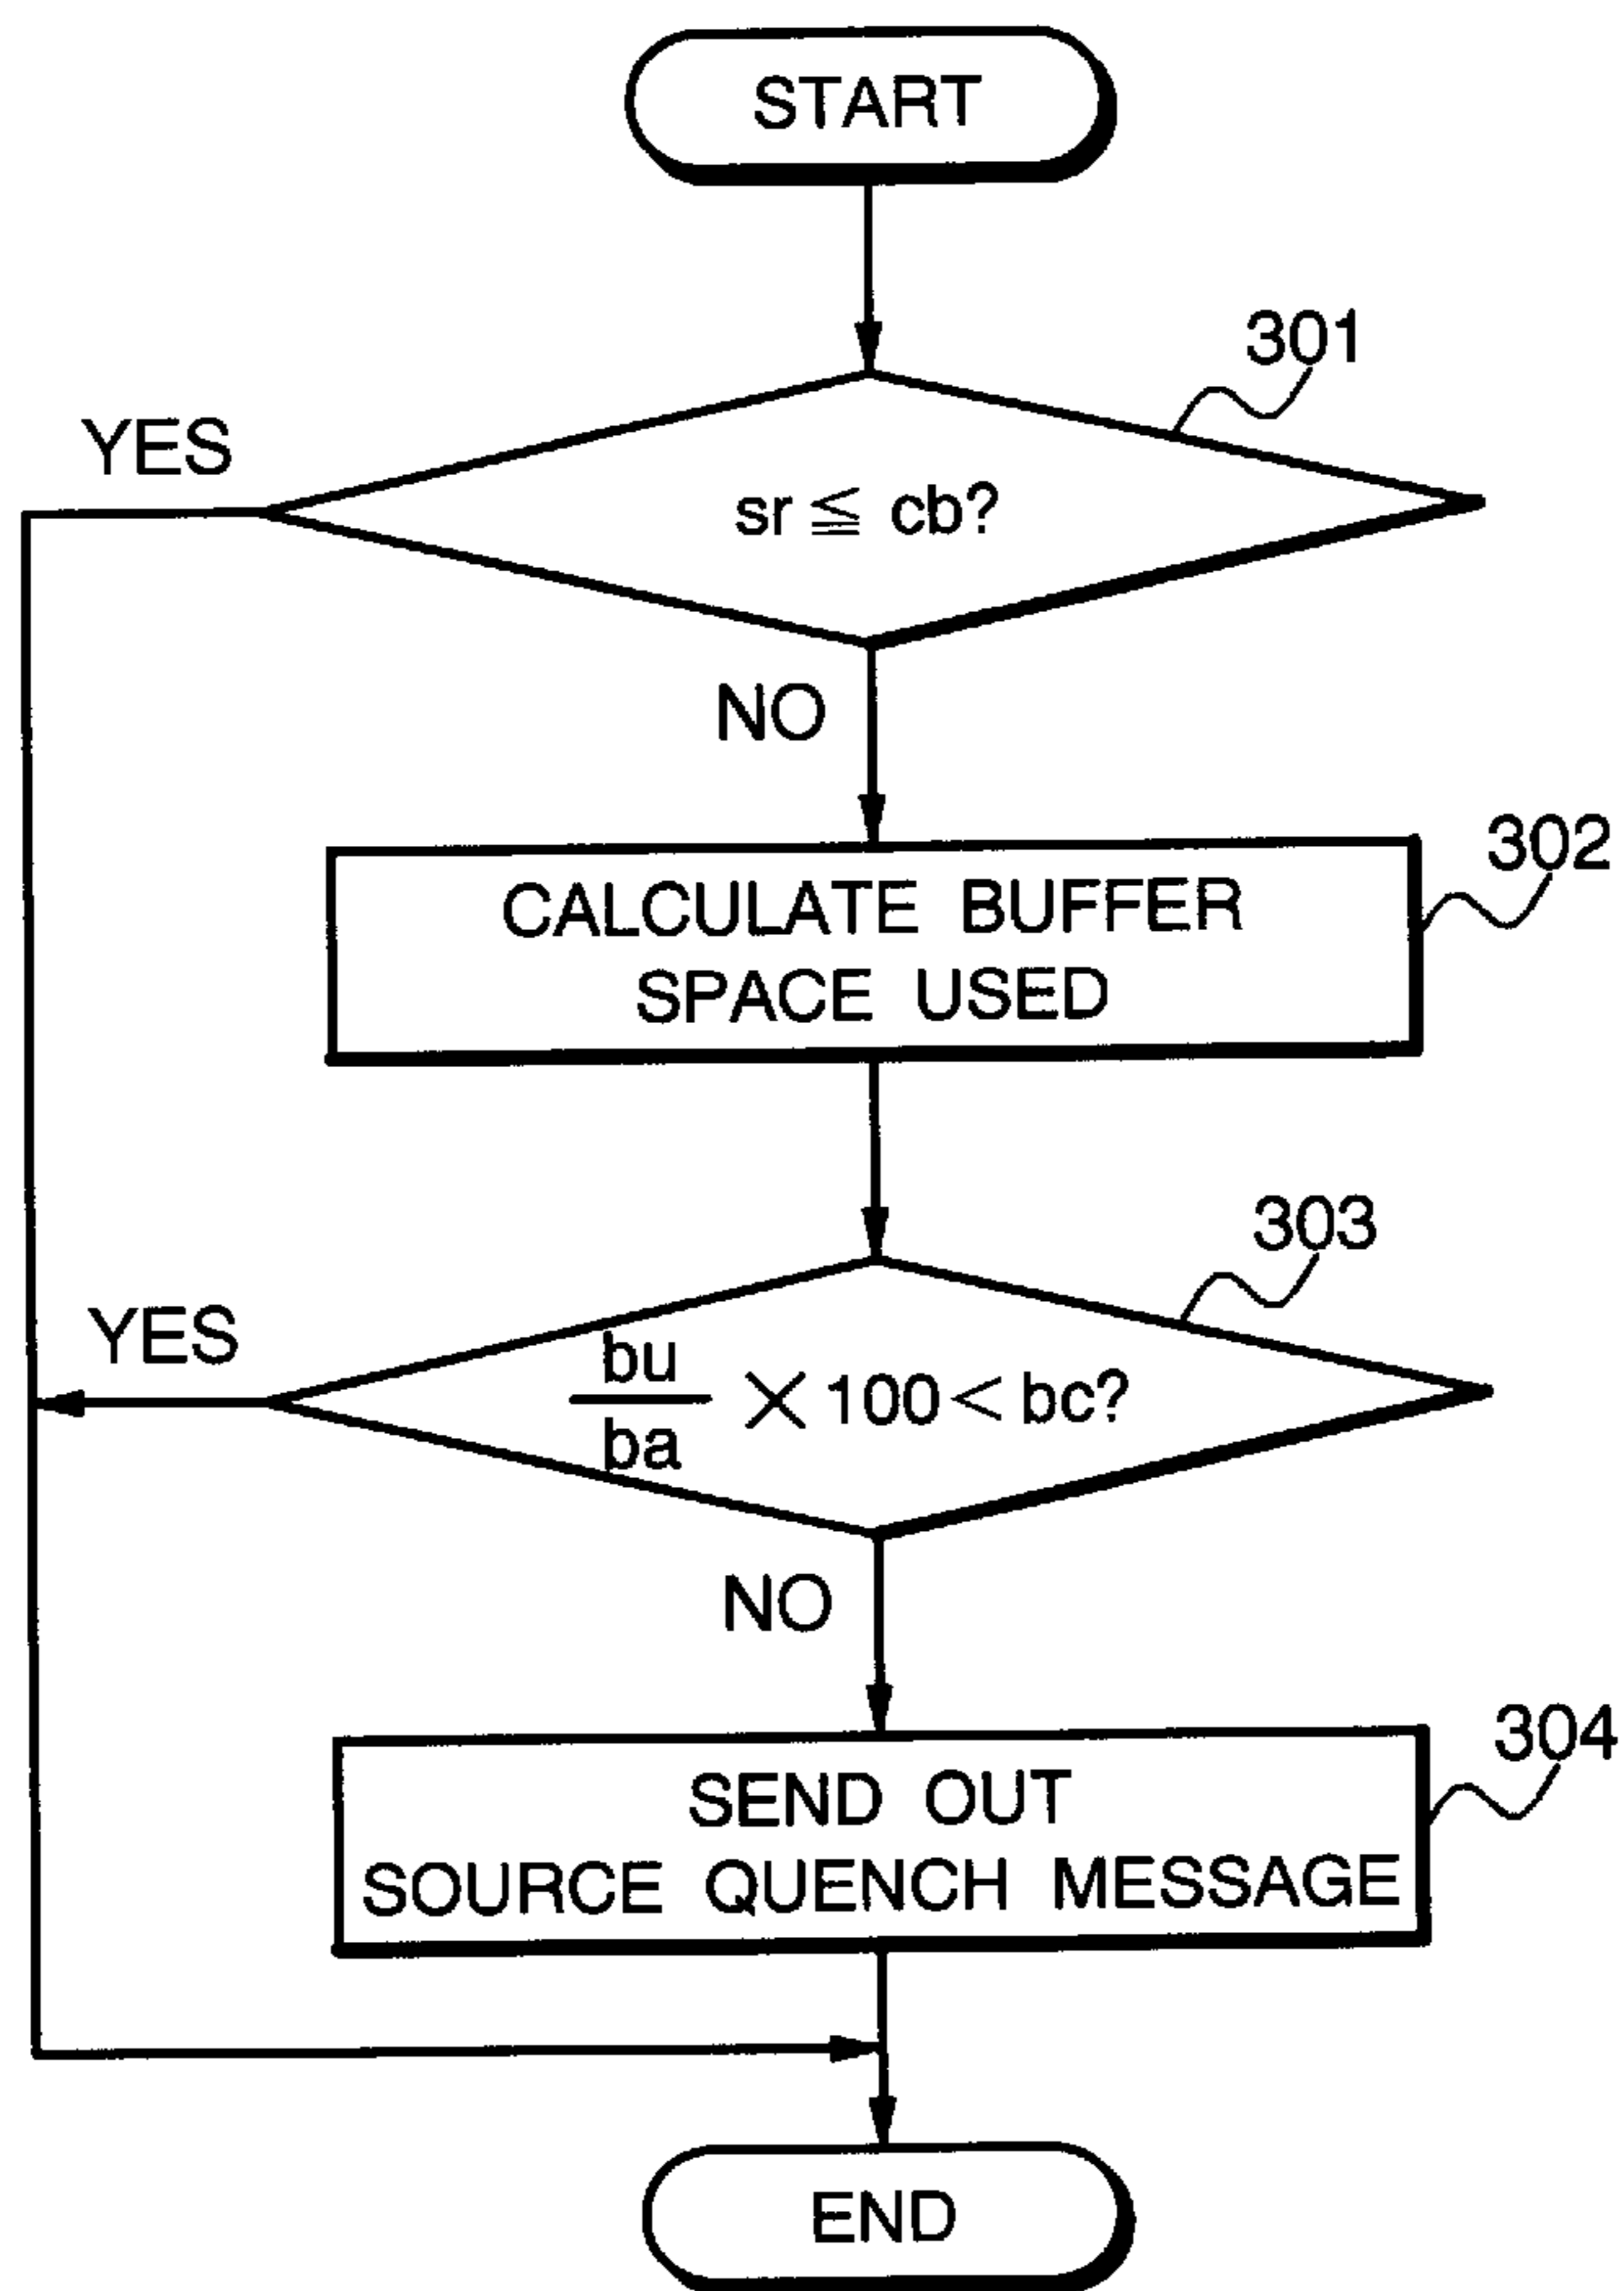 START
301
YES
sr ≦ cb?
NO
302
CALCULATE BUFFER
SPACE USED
303
YES
bu
ba
× 100 < bc?
NO
304
SEND OUT
SOURCE QUENCH MESSAGE
END